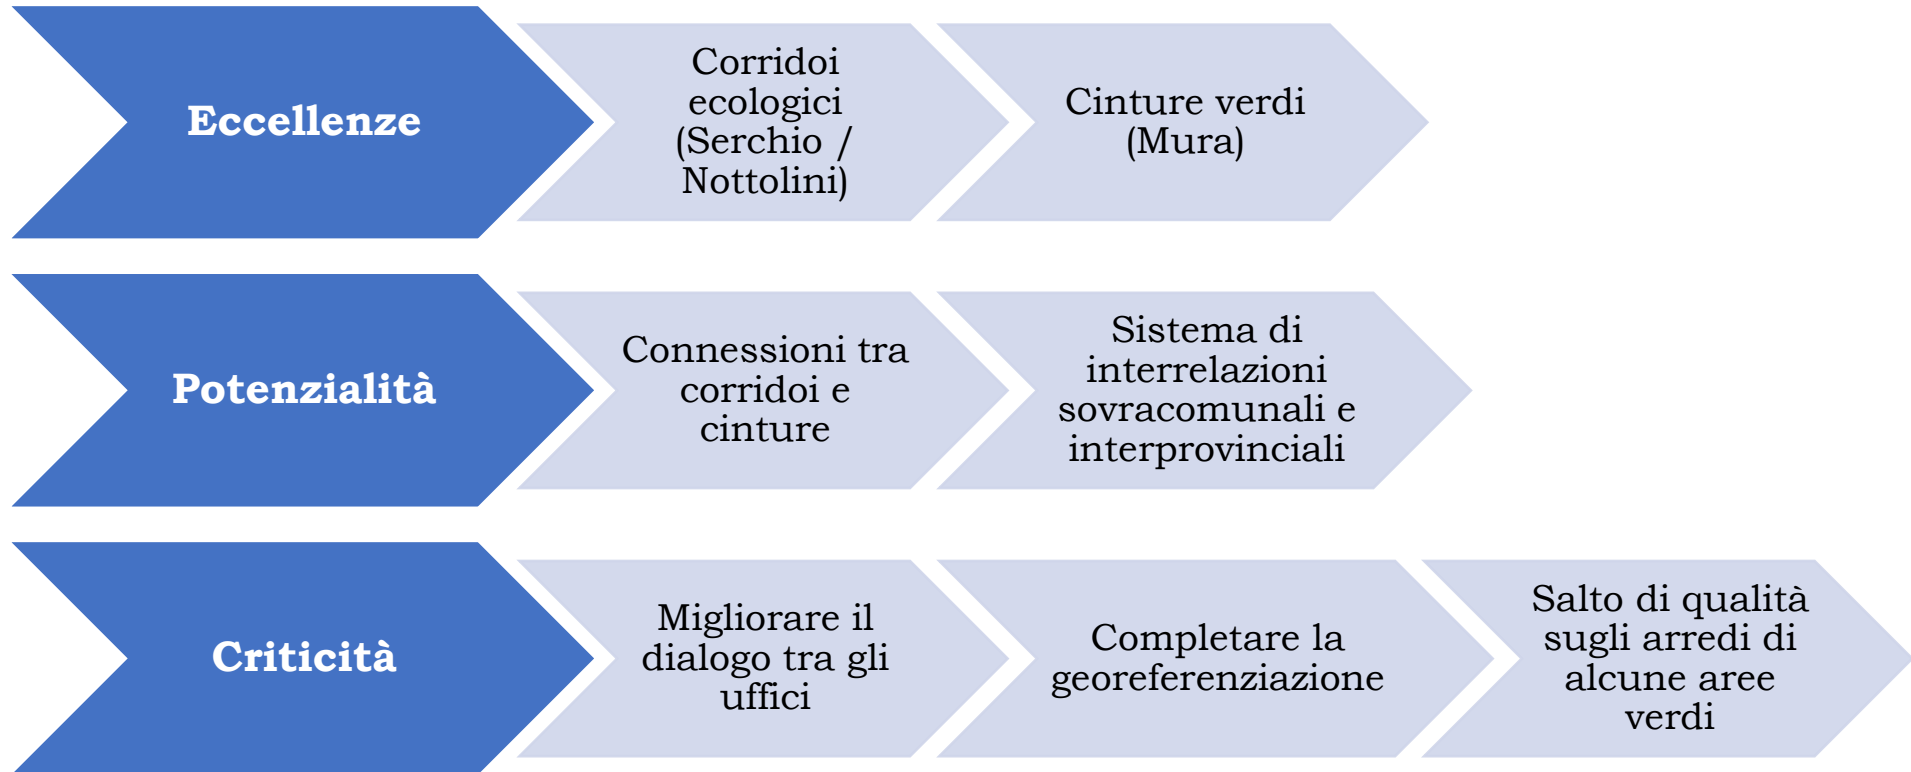 Eccellenze
Corridoi
ecologici
(Serchio /
Nottolini)
Cinture verdi
(Mura)
Potenzialità
Connessioni tra
corridoi e
cinture
Sistema di
interrelazioni
sovracomunali e
interprovinciali
Criticità
Migliorare il
dialogo tra gli
uffici
Completare la
georeferenziazione
Salto di qualità
sugli arredi di
alcune aree
verdi